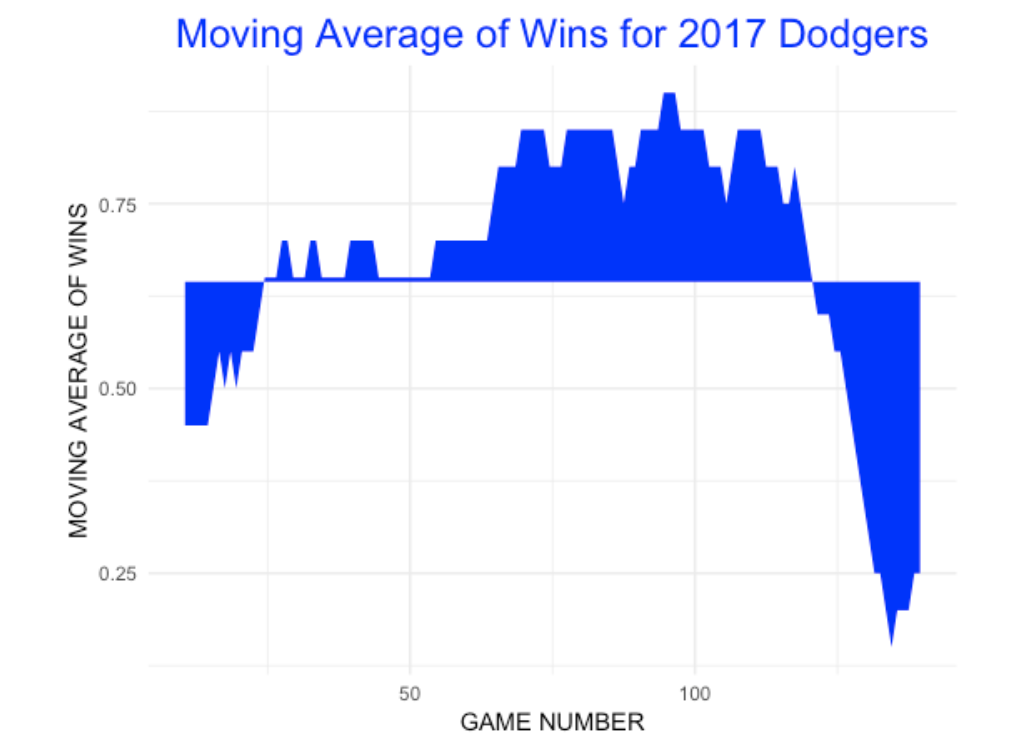 Moving Average of Wins for 2017 Dodgers
MOVING AVERAGE OF WINS
0.75
0.50
0.25
50
100
GAME NUMBER